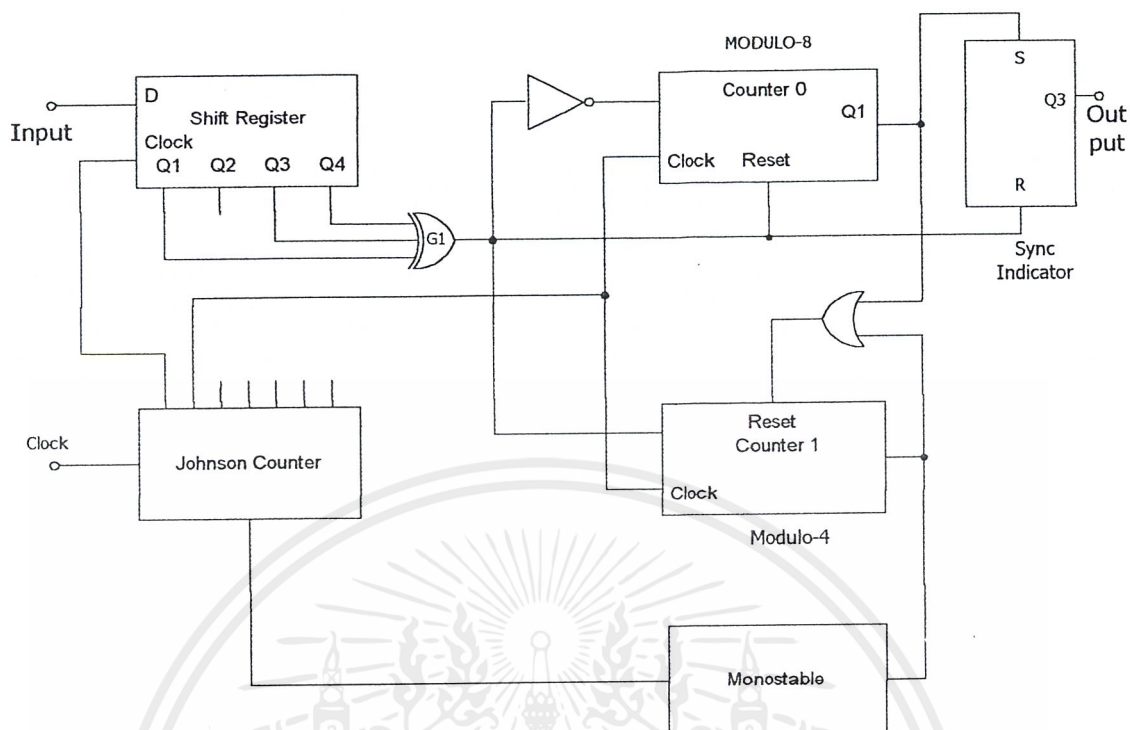 MODULO-8
D
Shift Register
Clock
Q1 Q2 Q3 Q4
Input
G1
Counter 0
Q1
Clock Reset
S
Q3
R
Out
put
Sync
Indicator
Clock
Johnson Counter
Reset
Counter 1
Clock
Modulo-4
Monostable